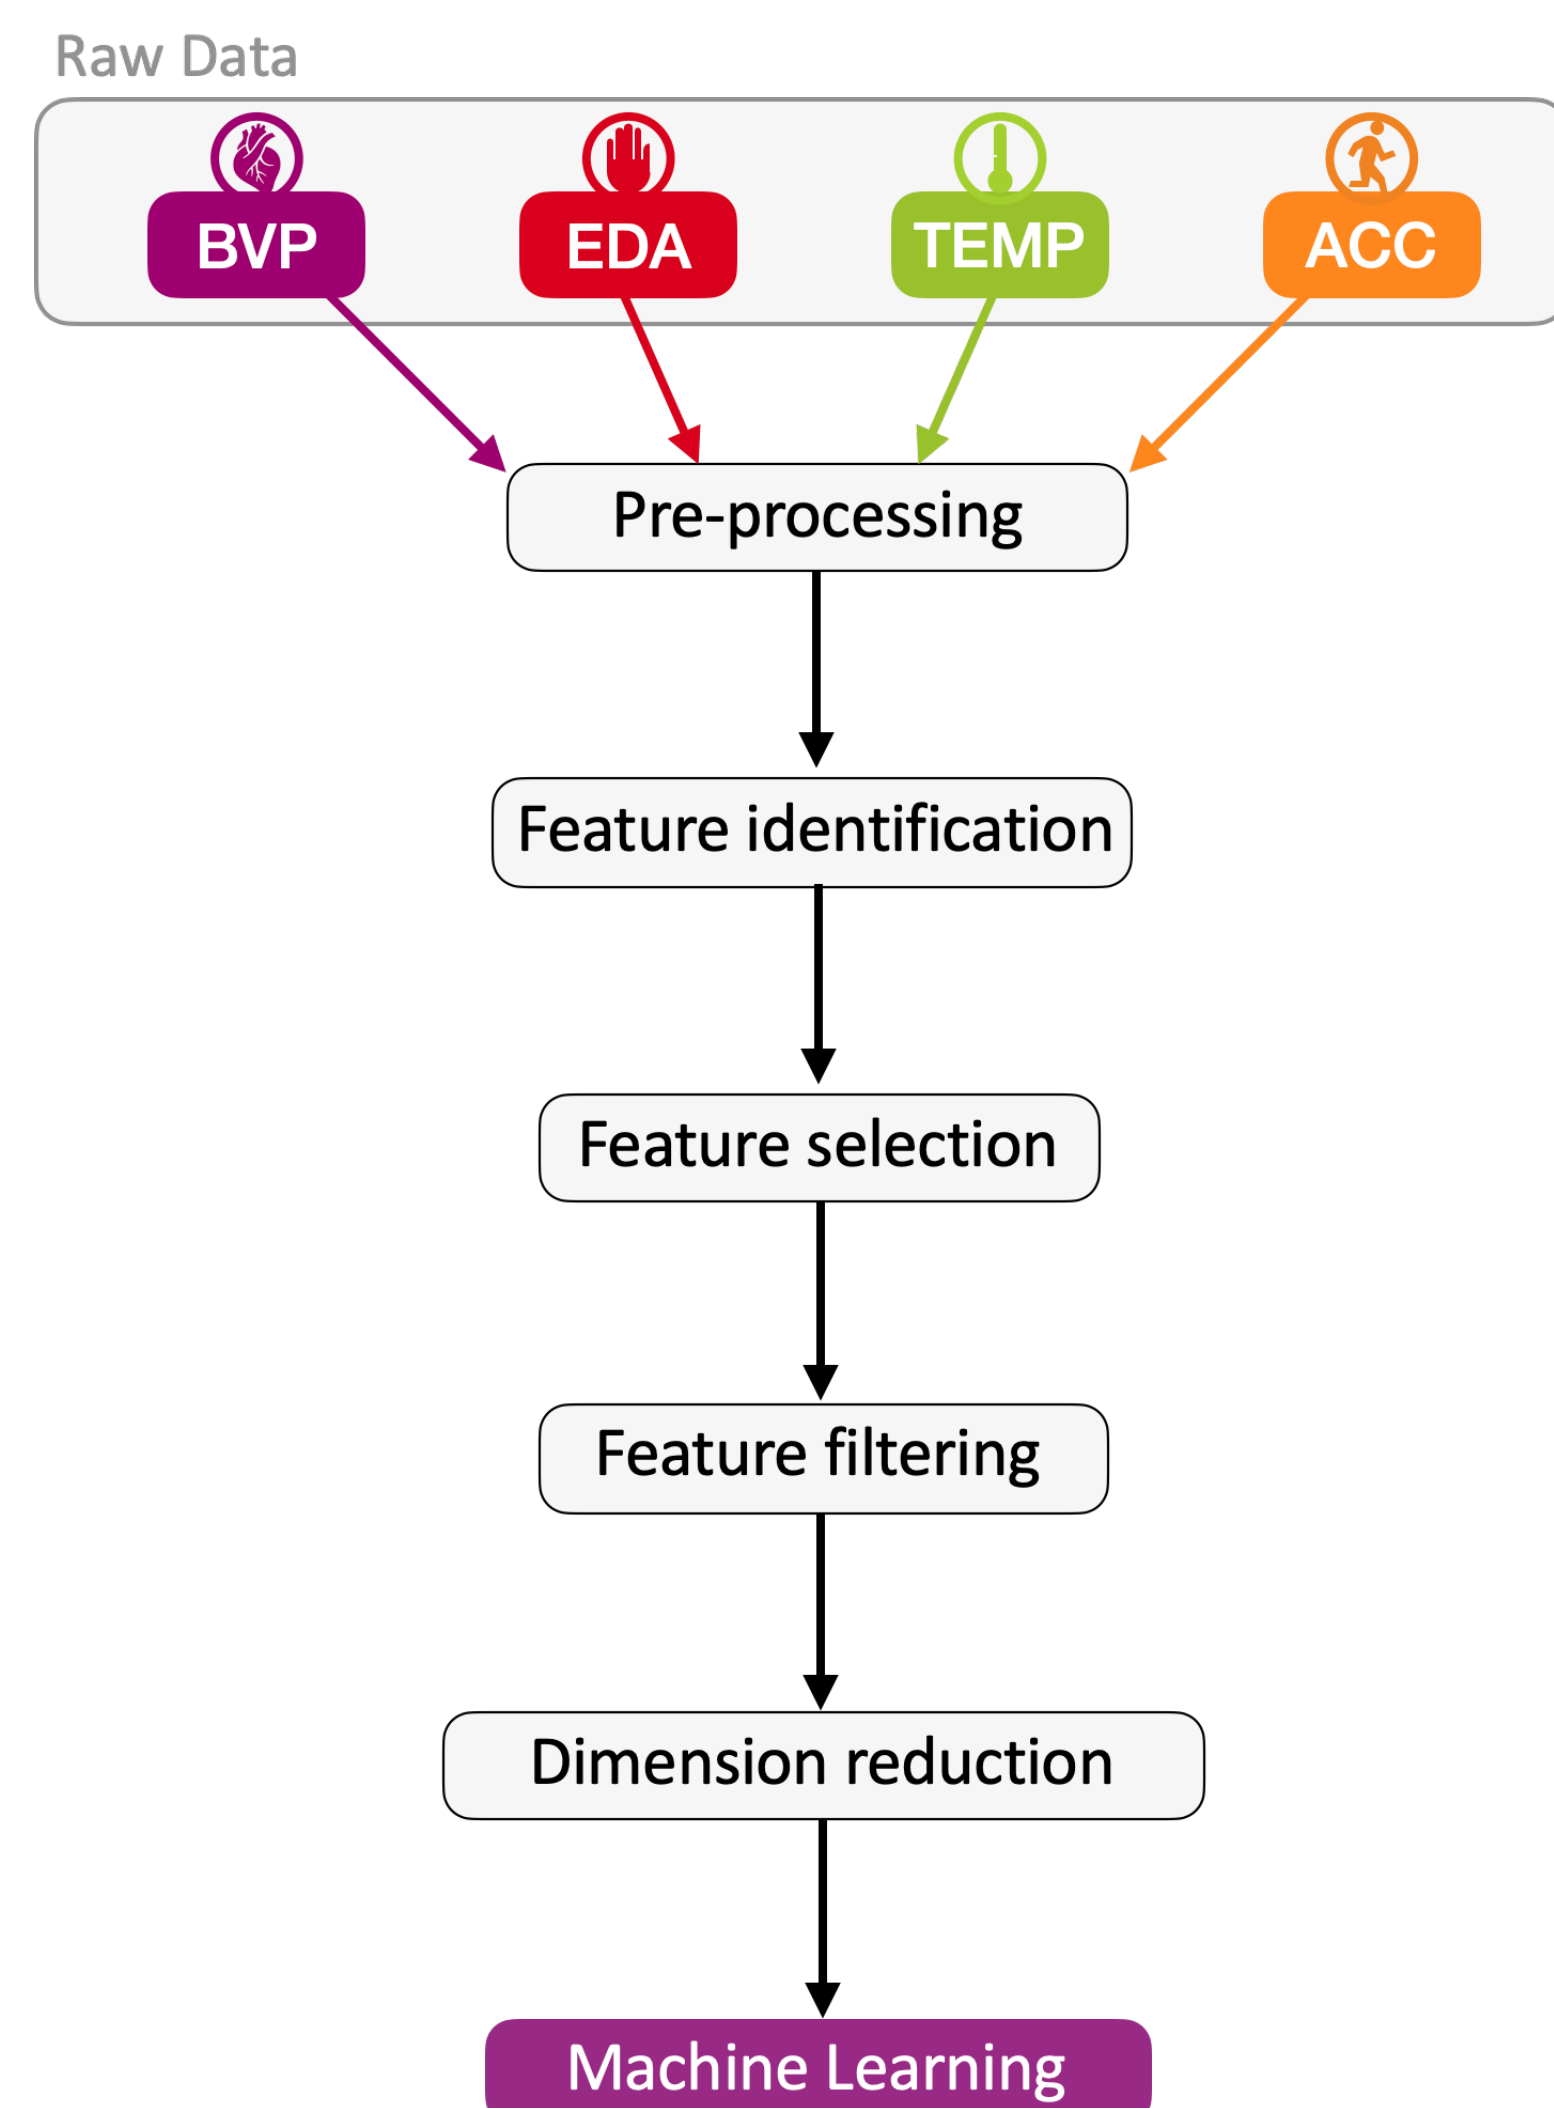 Raw Data
BVP
EDA
TEMP
ACC
Pre-processing
Feature identification
Feature selection
Feature filtering
Dimension reduction
Machine Learning